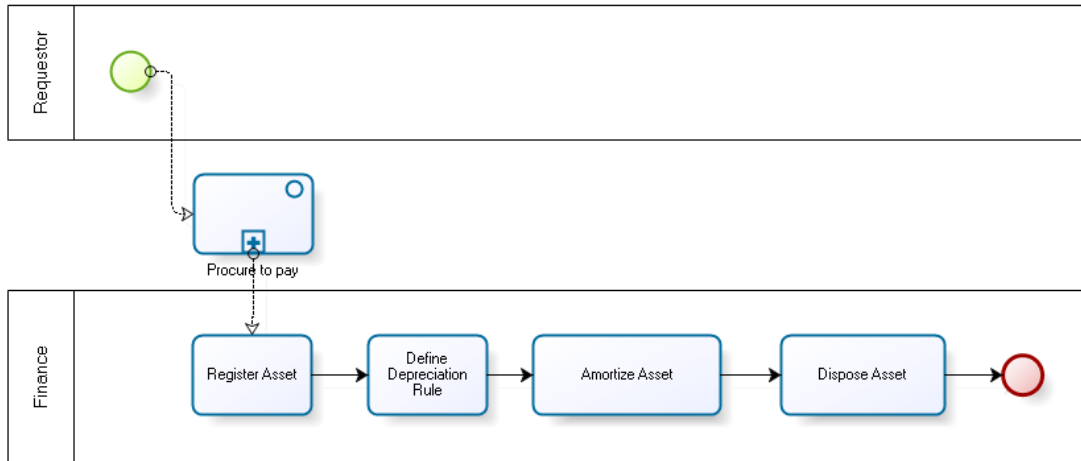 Requestor
Procure to pay
Finance
Register Asset
Define
Depreciation
Rule
Amortize Asset
Dispose Asset